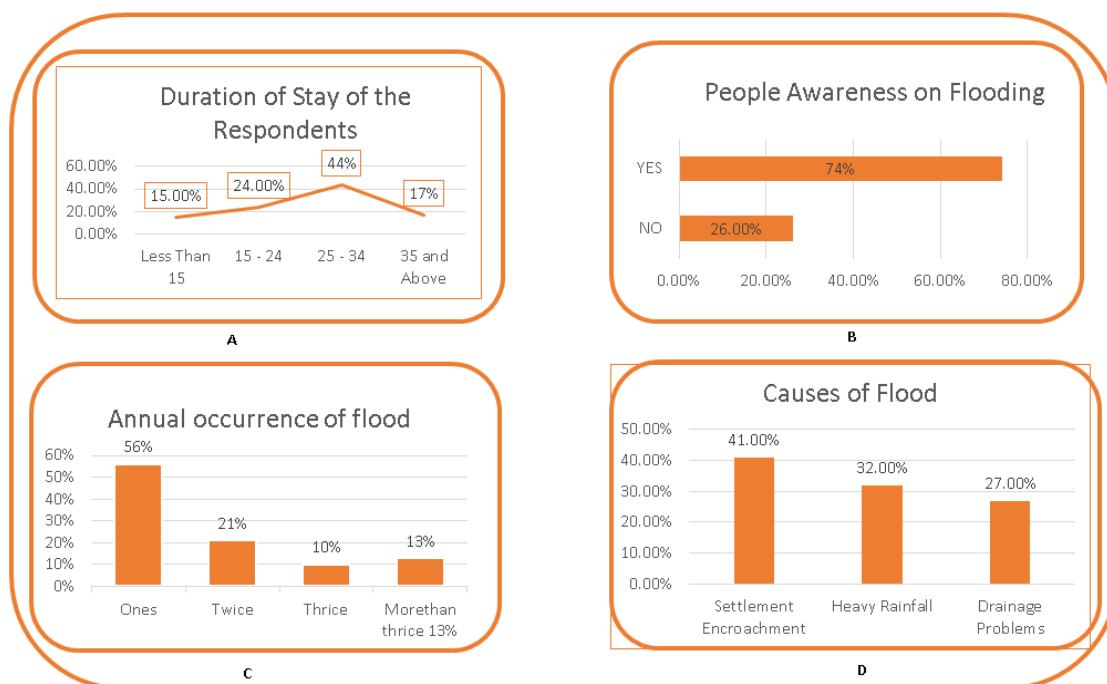 Duration of Stay of the
Respondents
60.00%
40.00%
20.00%
0.00%
15.00%
24.00%
44%
17%
Less Than
15
15 - 24
25 - 34
35 and
Above
A
People Awareness on Flooding
YES
74%
NO
26.00%
0.00%
20.00%
40.00%
60.00%
80.00%
B
Annual occurrence of flood
60%
50%
40%
30%
20%
10%
0%
56%
21%
10%
13%
Ones
Twice
Thrice
Morethan
thrice 13%
C
Causes of Flood
50.00%
40.00%
30.00%
20.00%
10.00%
0.00%
41.00%
32.00%
27.00%
Settlement
Encroachment
Heavy Rainfall
Drainage
Problems
D